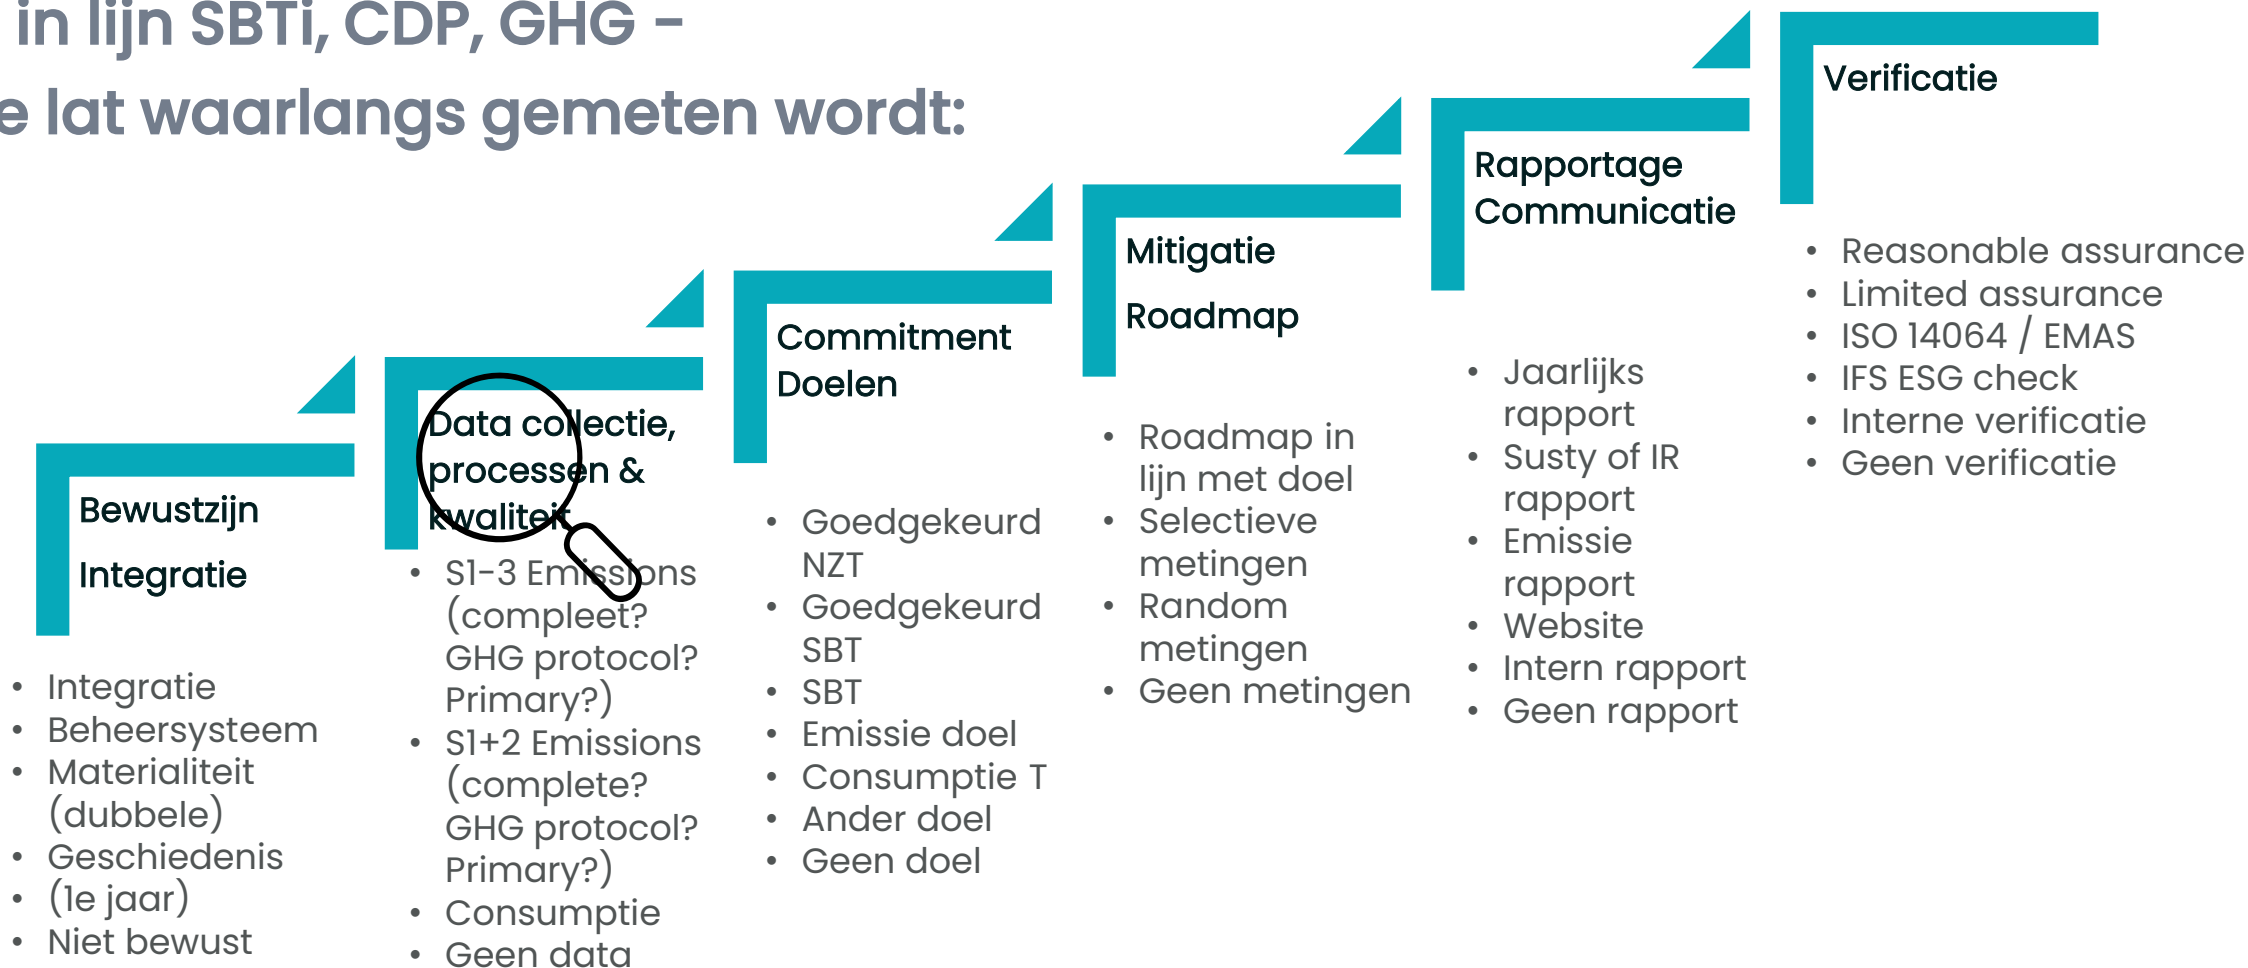 in lijn SBTi, CDP, GHG –
e lat waarlangs gemeten wordt:
Bewustzijn
Integratie
• Integratie
• Beheersysteem
• Materialiteit
(dubbele)
• Geschiedenis
• (1e jaar)
• Niet bewust
Data collectie,
processen &
kwaliteit
• S1-3 Emissions
(compleet?
GHG protocol?
Primary?)
• S1+2 Emissions
(complete?
GHG protocol?
Primary?)
• Consumptie
• Geen data
Commitment
Doelen
• Goedgekeurd
NZT
• Goedgekeurd
SBT
• SBT
• Emissie doel
• Consumptie T
• Ander doel
• Geen doel
Mitigatie
Roadmap
• Roadmap in
lijn met doel
• Selectieve
metingen
• Random
metingen
• Geen metingen
Rapportage
Communicatie
• Jaarlijks
rapport
• Susty of IR
rapport
• Emissie
rapport
• Website
• Intern rapport
• Geen rapport
Verificatie
• Reasonable assurance
• Limited assurance
• ISO 14064 / EMAS
• IFS ESG check
• Interne verificatie
• Geen verificatie